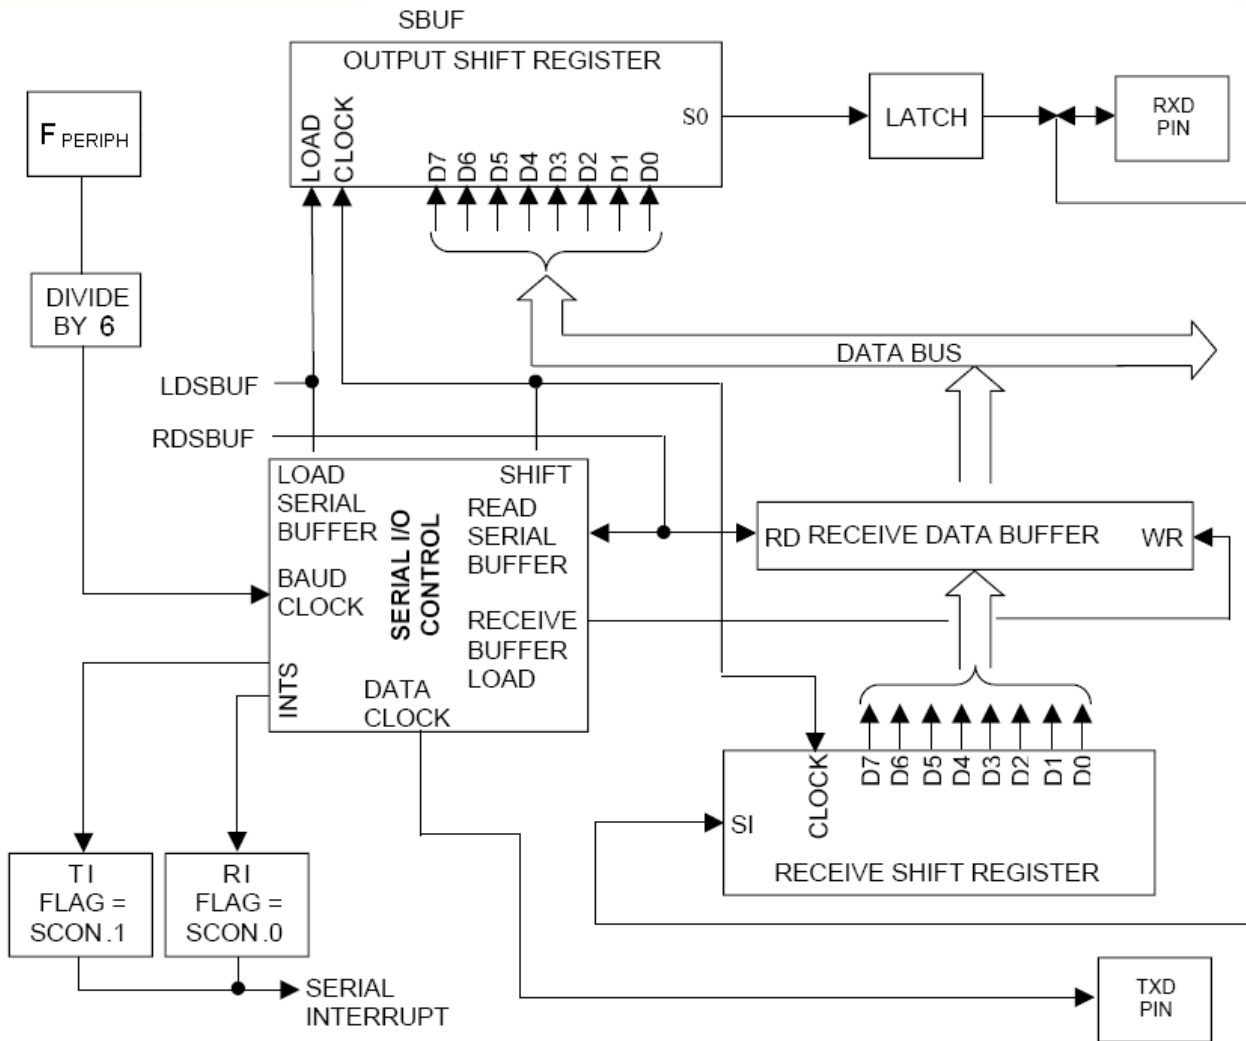 SBUF
OUTPUT SHIFT REGISTER
LOAD
CLOCK
D7
D6
D5
D4
D3
D2
D1
D0
S0
LATCH
RXD
PIN
F PERIPH
DIVIDE
BY 6
DATA BUS
LDSBUF
RDSBUF
LOAD
SERIAL
BUFFER
BAUD
CLOCK
INTS
SERIAL I/O
CONTROL
SHIFT
READ
SERIAL
BUFFER
RECEIVE
BUFFER
LOAD
DATA
CLOCK
RD
RECEIVE DATA BUFFER
WR
SI
CLOCK
D7
D6
D5
D4
D3
D2
D1
D0
RECEIVE SHIFT REGISTER
TI
FLAG =
SCON.1
RI
FLAG =
SCON.0
SERIAL
INTERRUPT
TXD
PIN